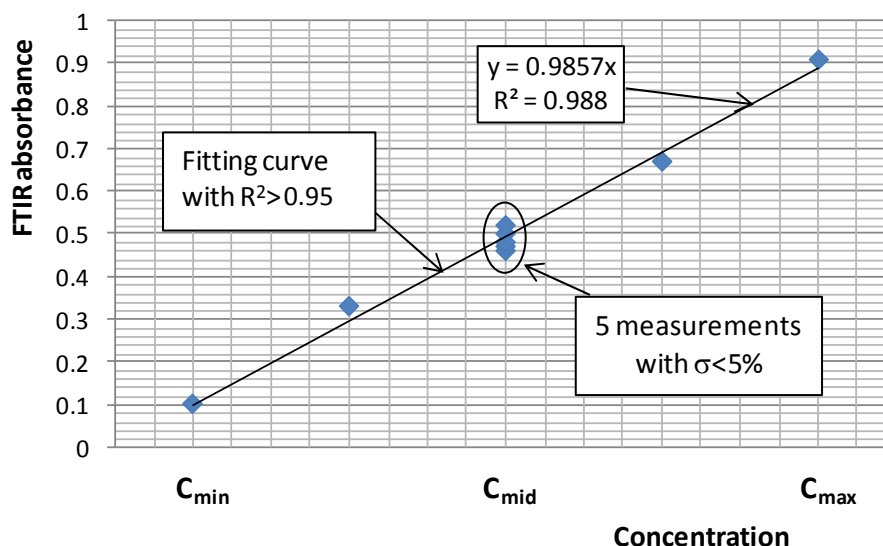 FTIR absorbance
1
0.9
0.8
0.7
0.6
0.5
0.4
0.3
0.2
0.1
0
y = 0.9857x
R² = 0.988
Fitting curve
with R²>0.95
5 measurements
with σ<5%
Cmin
Cmid
Cmax
Concentration